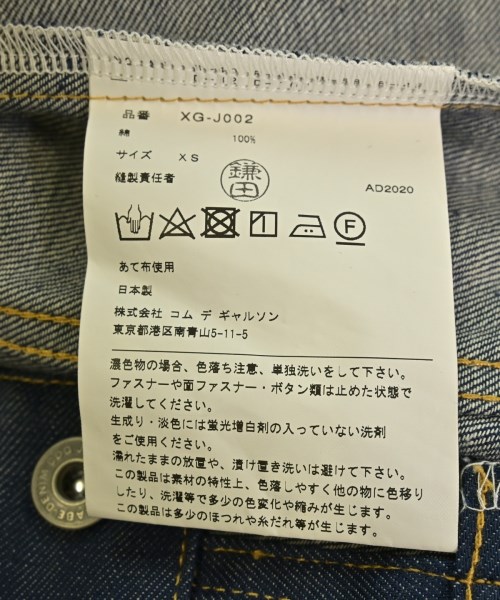 品番 XG-J002
綿 100%
サイズ XS
縫製責任者 鎌田
AD2020
F
あて布使用
日本製
株式会社 コム デ ギャルソン
東京都港区南青山5-11-5
濃色物の場合、色落ち注意、単独洗いをして下さい。
ファスナーや面ファスナー・ボタン類は止めた状態で
洗濯してください。
生成り・淡色には蛍光増白剤の入っていない洗剤
をご使用ください。
濡れたままの放置や、漬け置き洗いは避けて下さい。
この製品は素材の特性上、色落しやすく他の物に色移り
したり、洗濯等で多少の色変化や縮みが生じます。
この製品は多少のほつれや糸だれ等が生じます。